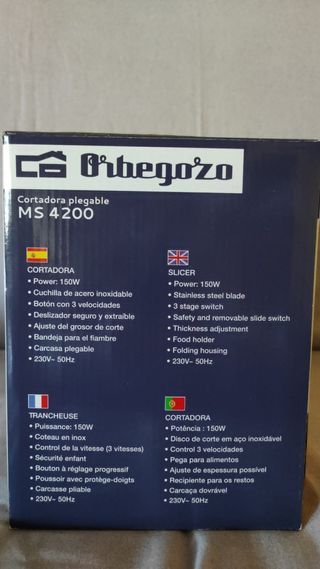 Orbegozo
Cortadora plegable
MS 4200
CORTADORA
• Power: 150W
• Cuchilla de acero inoxidable
• Botón con 3 velocidades
• Deslizador seguro y extraíble
• Ajuste del grosor de corte
• Bandeja para el fiambre
• Carcasa plegable
• 230V~ 50Hz
SLICER
• Power: 150W
• Stainless steel blade
• 3 stage switch
• Safety and removable slide switch
• Thickness adjustment
• Food holder
• Folding housing
• 230V~ 50Hz
TRANCHEUSE
• Puissance: 150W
• Coteau en inox
• Control de la vitesse (3 vitesses)
• Sécurité enfant
• Bouton à réglage progressif
• Poussoir avec protège-doigts
• Carcasse pliable
• 230V~ 50Hz
CORTADORA
• Potência : 150W
• Disco de corte em aço inoxidável
• Control 3 velocidades
• Pega para alimentos
• Ajuste de espessura possível
• Recipiente para os restos
• Carcaça dovrável
• 230V~ 50Hz